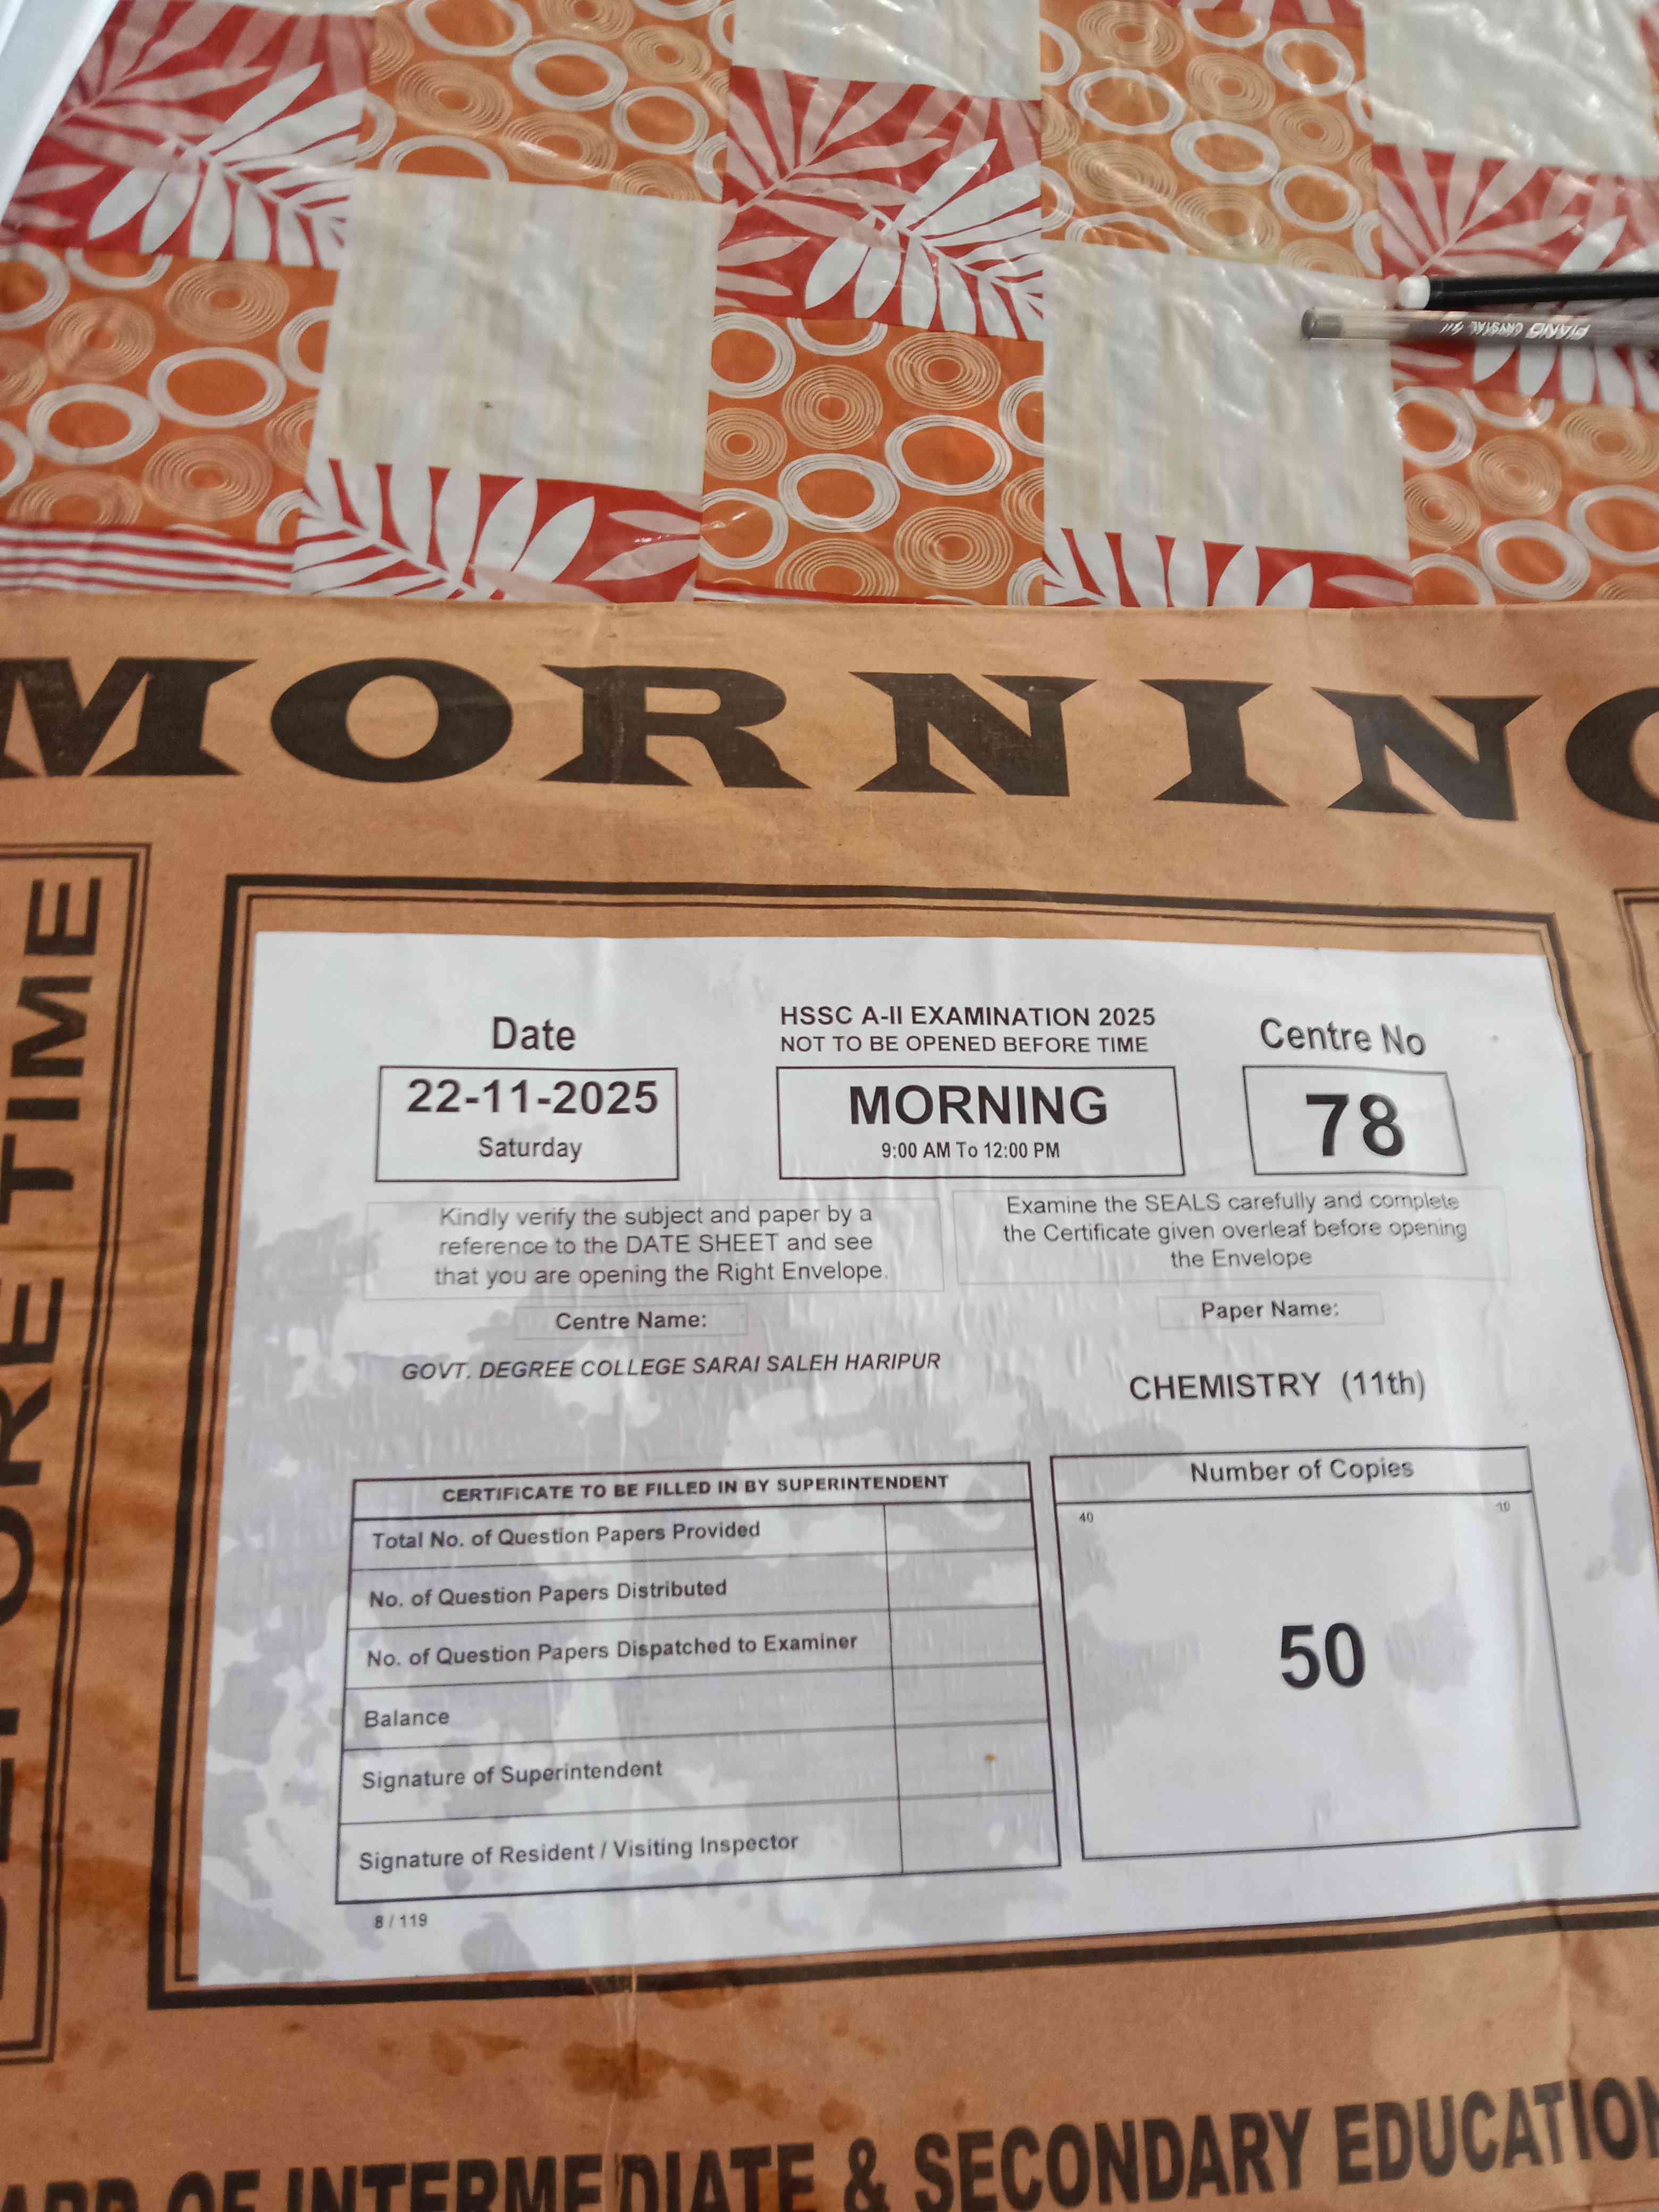 PIANO CRYSTAL
MORNING
TIME
Date
22-11-2025
Saturday
HSSC A-II EXAMINATION 2025
NOT TO BE OPENED BEFORE TIME
MORNING
9:00 AM To 12:00 PM
Centre No
78
Kindly verify the subject and paper by a
reference to the DATE SHEET and see
that you are opening the Right Envelope.
Examine the SEALS carefully and complete
the Certificate given overleaf before opening
the Envelope
Centre Name:
GOVT. DEGREE COLLEGE SARAI SALEH HARIPUR
Paper Name:
CHEMISTRY (11th)
CERTIFICATE TO BE FILLED IN BY SUPERINTENDENT
Total No. of Question Papers Provided
No. of Question Papers Distributed
No. of Question Papers Dispatched to Examiner
Balance
Signature of Superintendent
Signature of Resident / Visiting Inspector
Number of Copies
40 10
50
8 / 119
OF INTERMEDIATE & SECONDARY EDUCATION